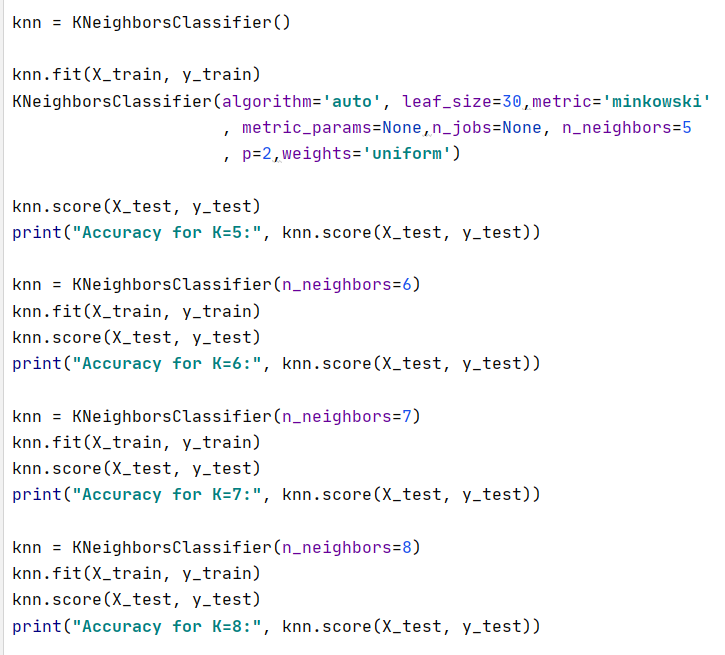 knn = KNeighborsClassifier()
knn.fit(X_train, y_train)
KNeighborsClassifier(algorithm='auto', leaf_size=30,metric='minkowski'
, metric_params=None,n_jobs=None, n_neighbors=5
, p=2,weights='uniform')
knn.score(X_test, y_test)
print("Accuracy for K=5:", knn.score(X_test, y_test))
knn = KNeighborsClassifier(n_neighbors=6)
knn.fit(X_train, y_train)
knn.score(X_test, y_test)
print("Accuracy for K=6:", knn.score(X_test, y_test))
knn = KNeighborsClassifier(n_neighbors=7)
knn.fit(X_train, y_train)
knn.score(X_test, y_test)
print("Accuracy for K=7:", knn.score(X_test, y_test))
knn = KNeighborsClassifier(n_neighbors=8)
knn.fit(X_train, y_train)
knn.score(X_test, y_test)
print("Accuracy for K=8:", knn.score(X_test, y_test))